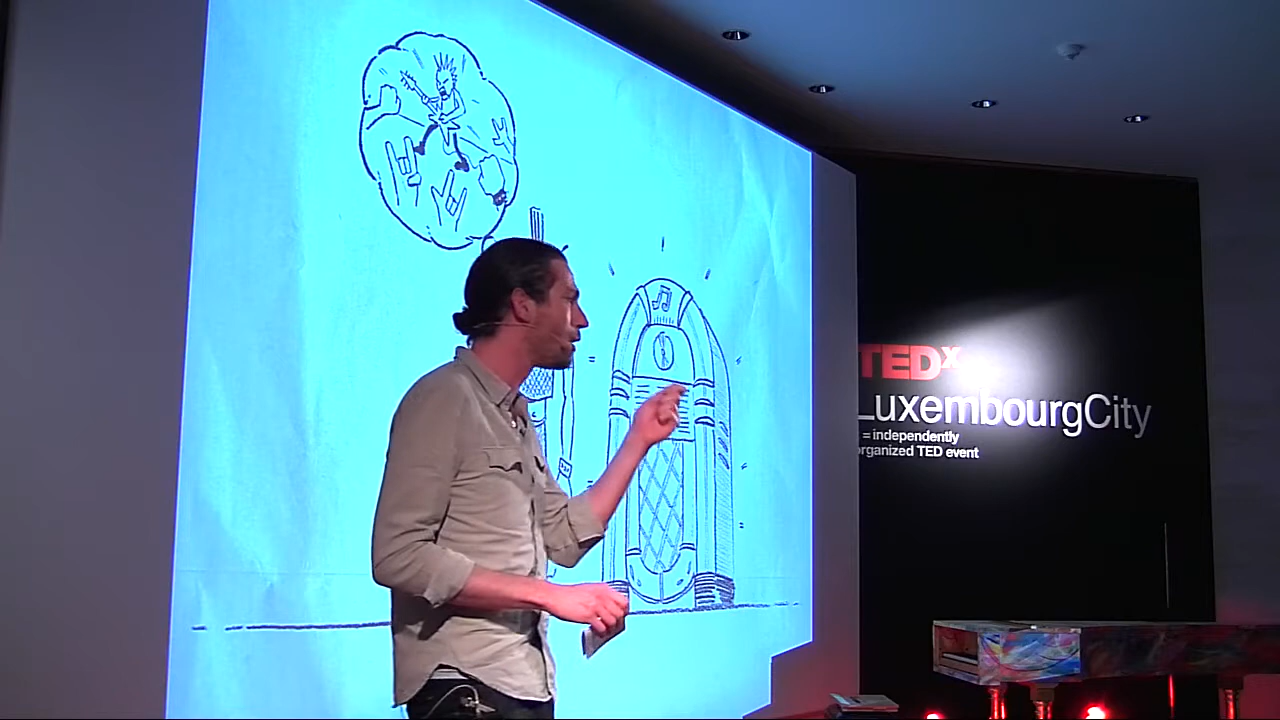 TEDx
LuxembourgCity
= independently
organized TED event